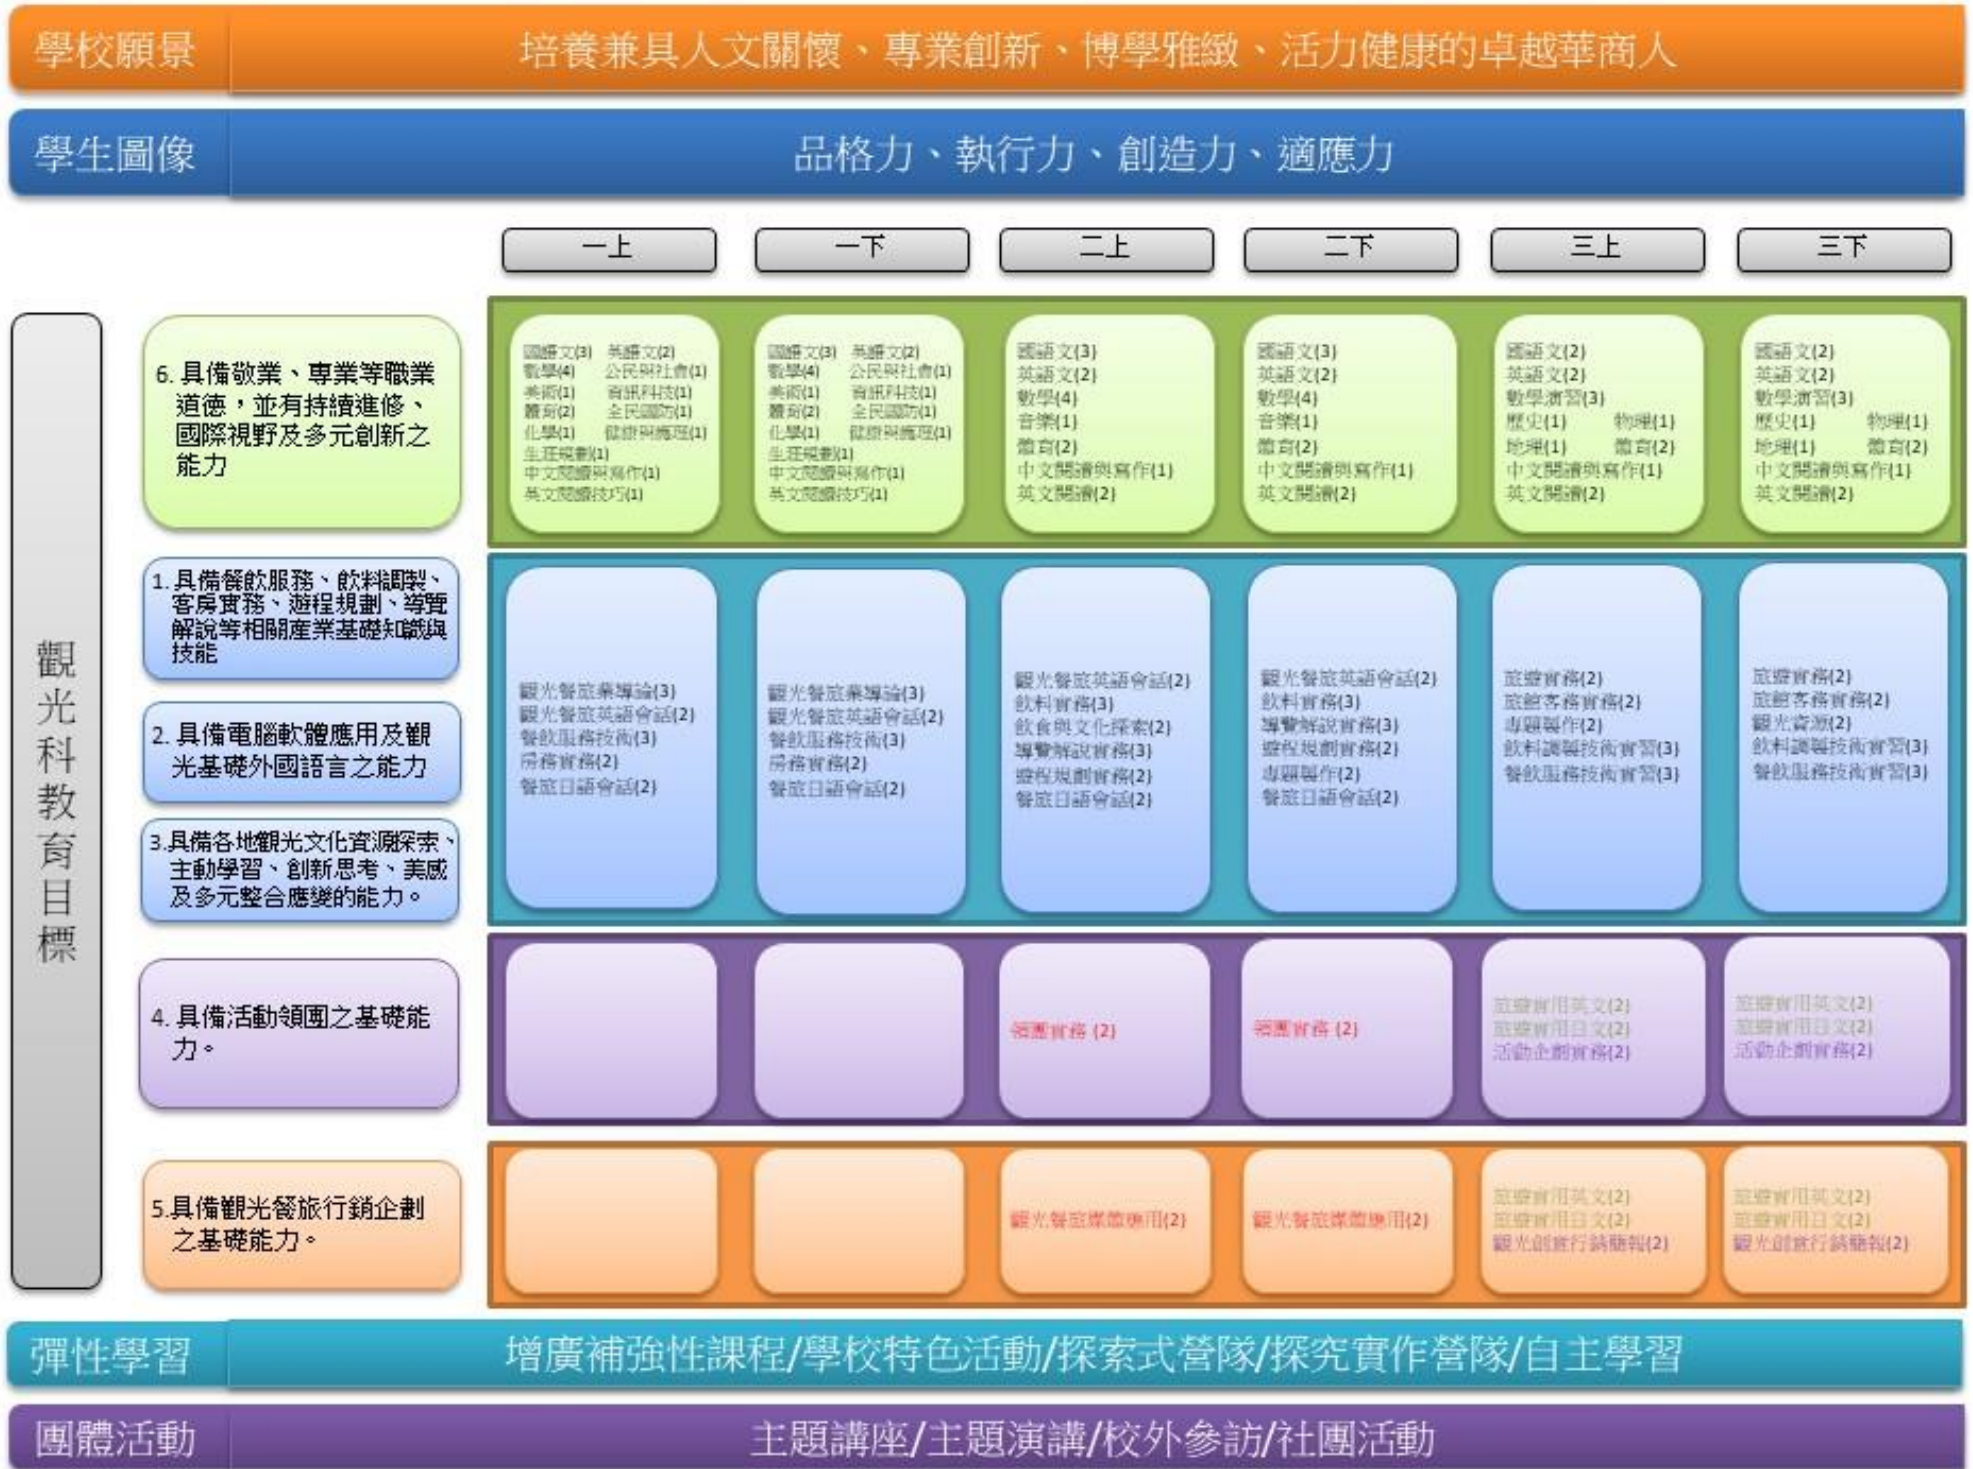 學校願景
培養兼具人文關懷、專業創新、博學雅緻、活力健康的卓越華商人
學生圖像
品格力、執行力、創造力、適應力
一上
一下
二上
二下
三上
三下
觀光科教育目標
6. 具備敬業、專業等職業
道德，並有持續進修、
國際視野及多元創新之
能力
國語文(3) 英語文(2)
數學(4) 公民與社會(1)
美術(1) 資訊科技(1)
體育(2) 全民國防(1)
化學(1) 健康與護理(1)
生涯規劃(1)
中文閱讀與寫作(1)
英文閱讀技巧(1)
國語文(3) 英語文(2)
數學(4) 公民與社會(1)
美術(1) 資訊科技(1)
體育(2) 全民國防(1)
化學(1) 健康與護理(1)
生涯規劃(1)
中文閱讀與寫作(1)
英文閱讀技巧(1)
國語文(3)
英語文(2)
數學(4)
音樂(1)
體育(2)
中文閱讀與寫作(1)
英文閱讀(2)
國語文(3)
英語文(2)
數學(4)
音樂(1)
體育(2)
中文閱讀與寫作(1)
英文閱讀(2)
國語文(2)
英語文(2)
數學演習(3)
歷史(1) 物理(1)
地理(1) 體育(2)
中文閱讀與寫作(1)
英文閱讀(2)
國語文(2)
英語文(2)
數學演習(3)
歷史(1) 物理(1)
地理(1) 體育(2)
中文閱讀與寫作(1)
英文閱讀(2)
1. 具備餐飲服務、飲料調製、
客房實務、遊程規劃、導覽
解說等相關產業基礎知識與
技能
2. 具備電腦軟體應用及觀
光基礎外國語言之能力
3.具備各地觀光文化資源探索、
主動學習、創新思考、美感
及多元整合應變的能力。
觀光餐旅業導論(3)
觀光餐旅英語會話(2)
餐飲服務技術(3)
房務實務(2)
餐旅日語會話(2)
觀光餐旅業導論(3)
觀光餐旅英語會話(2)
餐飲服務技術(3)
房務實務(2)
餐旅日語會話(2)
觀光餐旅英語會話(2)
飲料實務(3)
飲食與文化探索(2)
導覽解說實務(3)
遊程規劃實務(2)
餐旅日語會話(2)
觀光餐旅英語會話(2)
飲料實務(3)
導覽解說實務(3)
遊程規劃實務(2)
專題製作(2)
餐旅日語會話(2)
旅遊實務(2)
旅館客務實務(2)
專題製作(2)
飲料調製技術實習(3)
餐飲服務技術實習(3)
旅遊實務(2)
旅館客務實務(2)
觀光資源(2)
飲料調製技術實習(3)
餐飲服務技術實習(3)
4. 具備活動領團之基礎能
力。
領團實務 (2)
領團實務 (2)
旅遊實用英文(2)
旅遊實用日文(2)
活動企劃實務(2)
旅遊實用英文(2)
旅遊實用日文(2)
活動企劃實務(2)
5.具備觀光餐旅行銷企劃
之基礎能力。
觀光餐旅媒體應用(2)
觀光餐旅媒體應用(2)
旅遊實用英文(2)
旅遊實用日文(2)
觀光創意行銷簡報(2)
旅遊實用英文(2)
旅遊實用日文(2)
觀光創意行銷簡報(2)
彈性學習
增廣補強性課程/學校特色活動/探索式營隊/探究實作營隊/自主學習
團體活動
主題講座/主題演講/校外參訪/社團活動